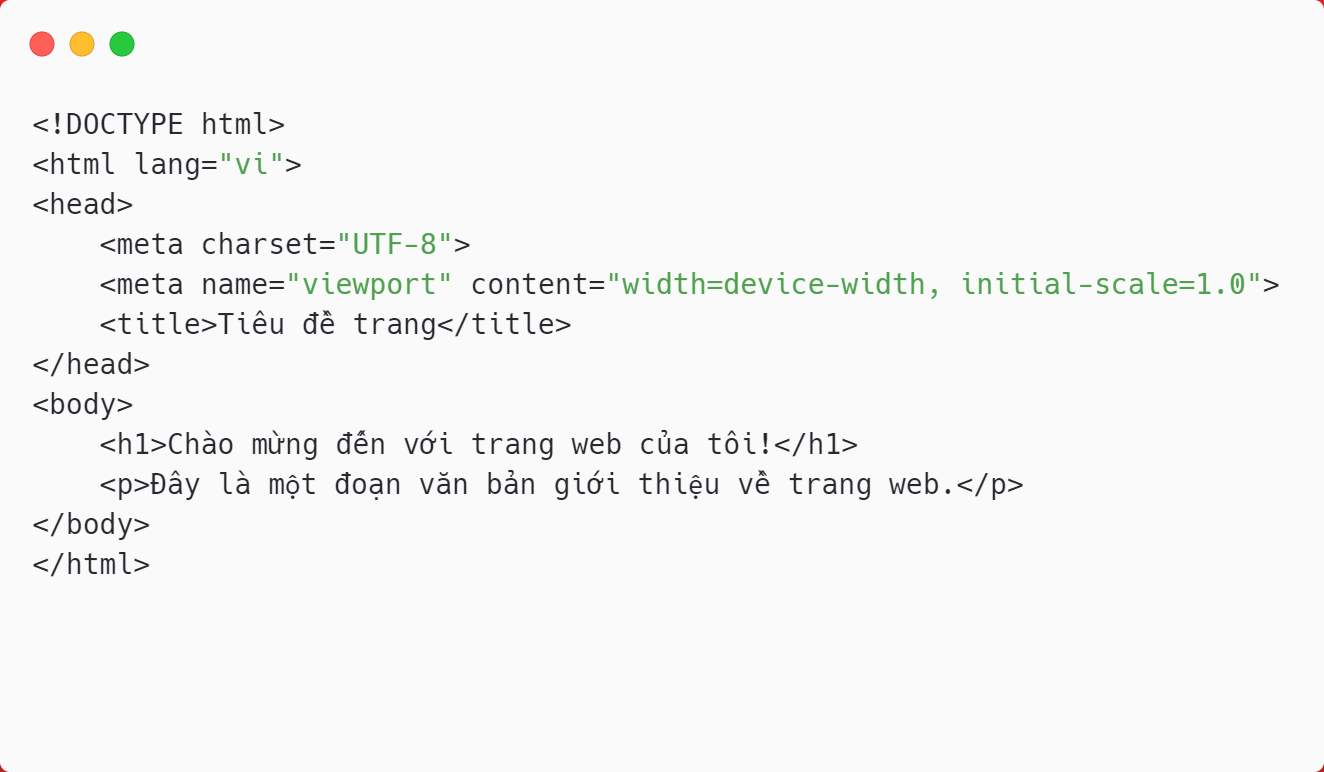 <!DOCTYPE html>
<html lang="vi">
<head>
    <meta charset="UTF-8">
    <meta name="viewport" content="width=device-width, initial-scale=1.0">
    <title>Tiêu đề trang</title>
</head>
<body>
    <h1>Chào mừng đến với trang web của tôi!</h1>
    <p>Đây là một đoạn văn bản giới thiệu về trang web.</p>
</body>
</html>